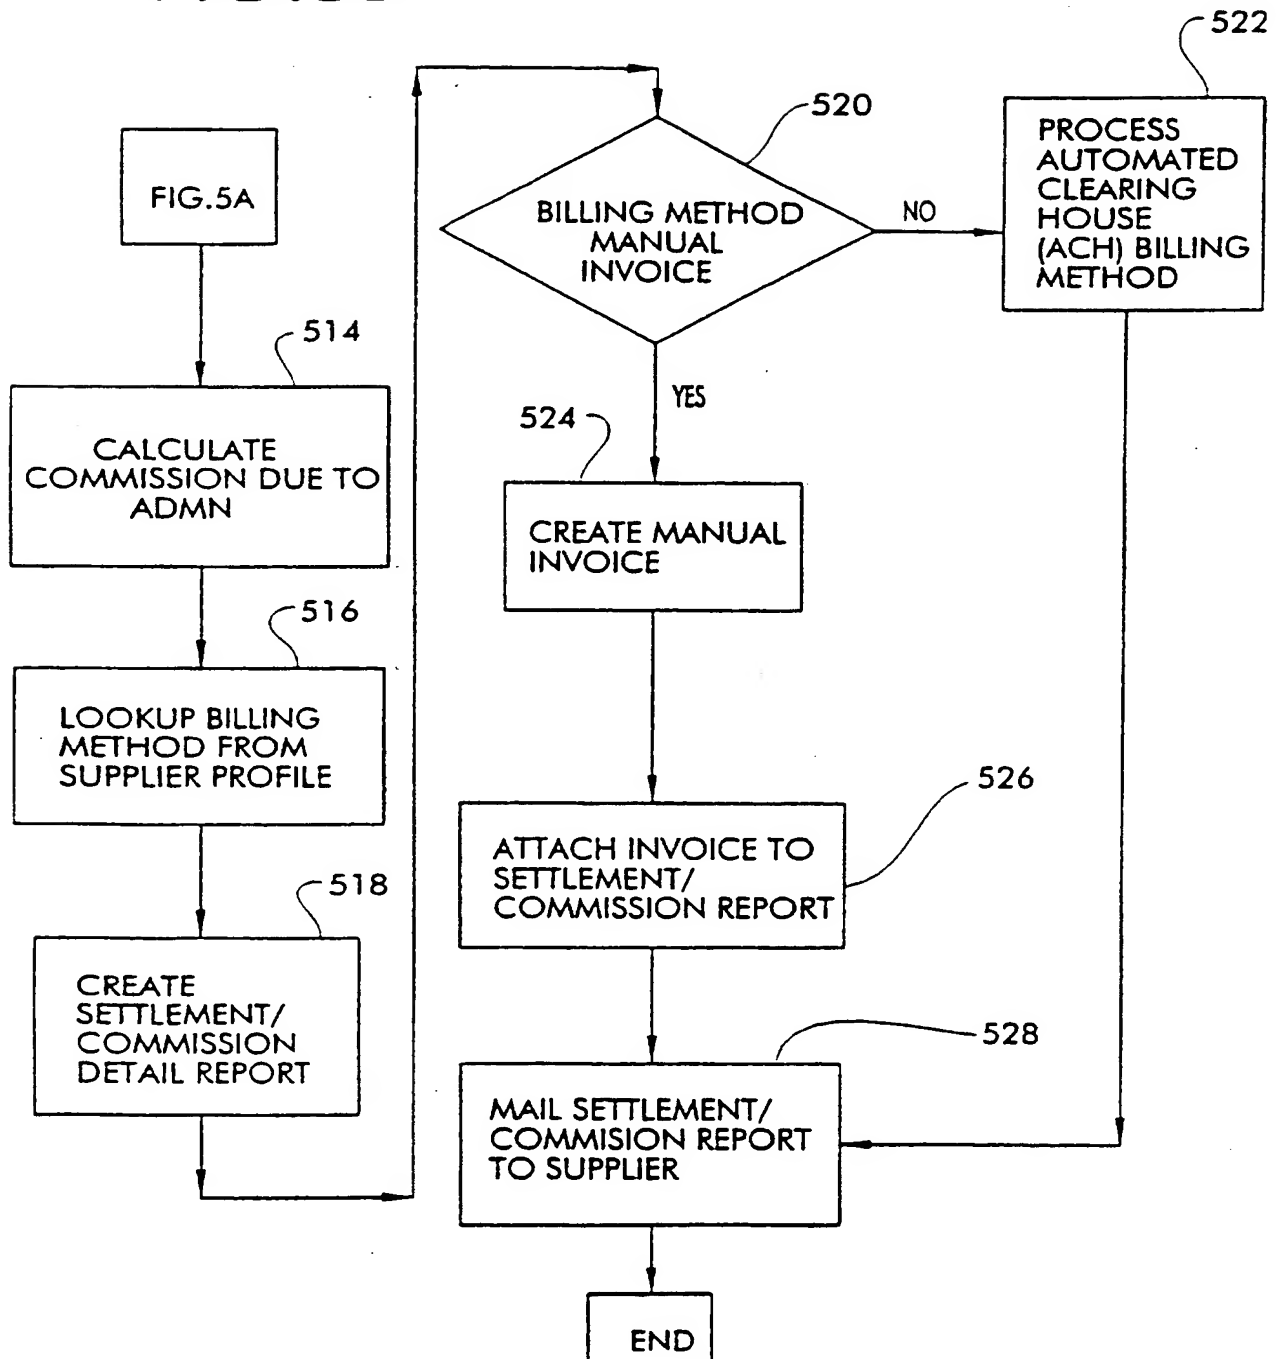 522
520
PROCESS
AUTOMATED
CLEARING
HOUSE
(ACH) BILLING
METHOD
FIG.5A
BILLING METHOD
MANUAL
INVOICE
NO
514
YES
CALCULATE
COMMISSION DUE TO
ADMN
524
CREATE MANUAL
INVOICE
516
LOOKUP BILLING
METHOD FROM
SUPPLIER PROFILE
526
ATTACH INVOICE TO
SETTLEMENT/
COMMISSION REPORT
518
CREATE
SETTLEMENT/
COMMISSION
DETAIL REPORT
528
MAIL SETTLEMENT/
COMMISION REPORT
TO SUPPLIER
END